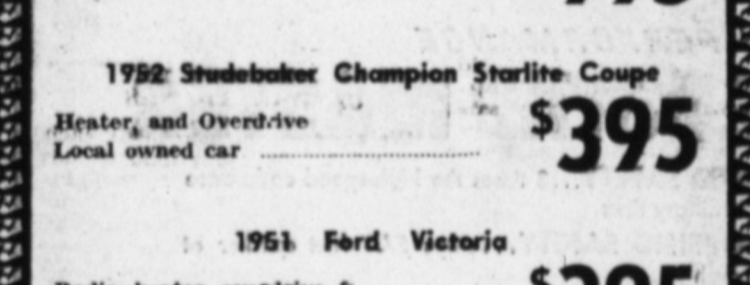 1952 Studebaker Champion Starlite Coupe
Heater, and Overdrive
Local owned car $395
1951 Ford Victoria